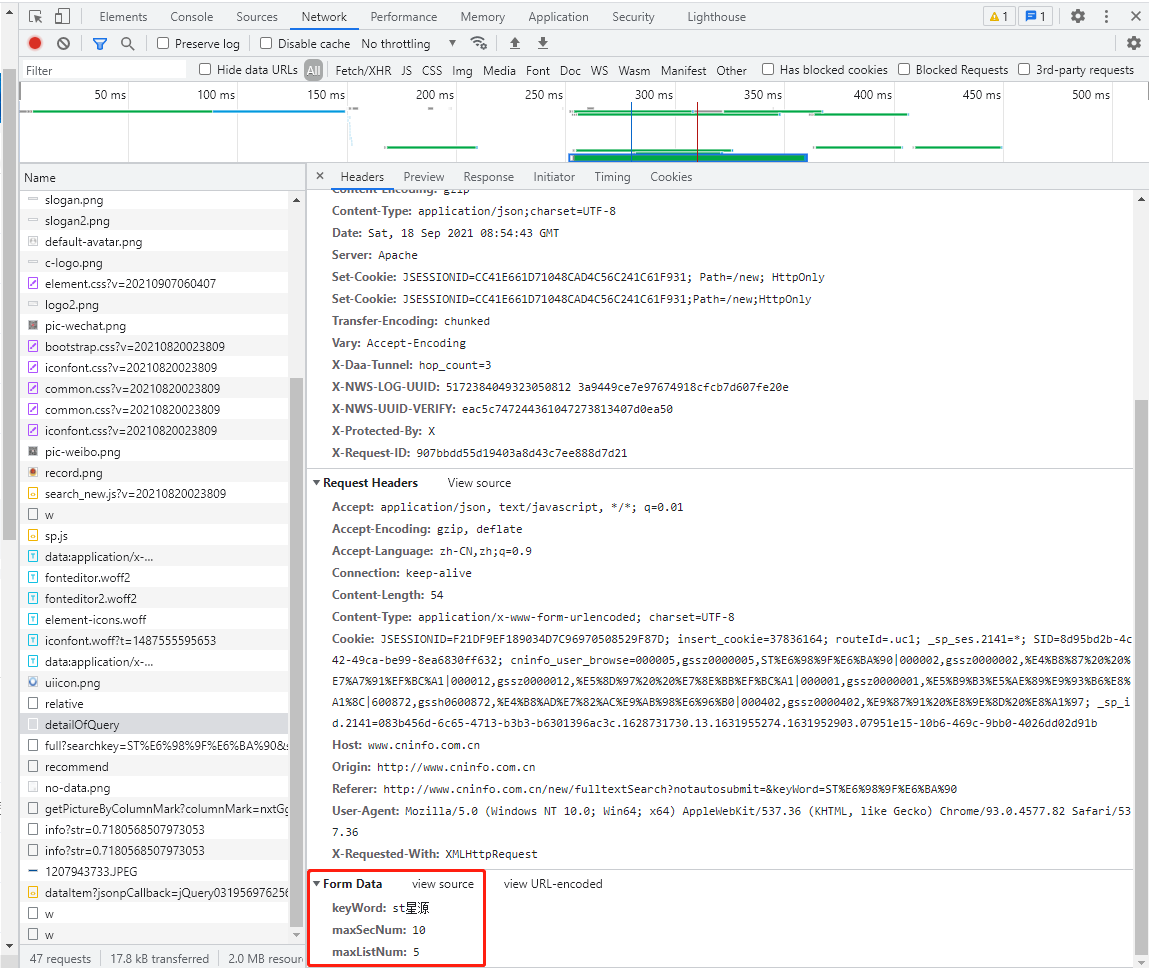 Elements Console Sources Network Performance Memory Application Security Lighthouse 1 1
Preserve log Disable cache No throttling
Filter Hide data URLs All Fetch/XHR JS CSS Img Media Font Doc WS Wasm Manifest Other Has blocked cookies Blocked Requests 3rd-party requests
50 ms 100 ms 150 ms 200 ms 250 ms 300 ms 350 ms 400 ms 450 ms 500 ms
Name
slogan.png
slogan2.png
default-avatar.png
c-logo.png
element.css?v=20210907060407
logo2.png
pic-wechat.png
bootstrap.css?v=20210820023809
iconfont.css?v=20210820023809
common.css?v=20210820023809
common.css?v=20210820023809
iconfont.css?v=20210820023809
pic-weibo.png
record.png
search_new.js?v=20210820023809
w
sp.js
data:application/x-...
fonteditor.woff2
fonteditor2.woff2
element-icons.woff
iconfont.woff?t=1487555595653
data:application/x-...
uiicon.png
relative
detailOfQuery
full?searchkey=ST%E6%98%9F%E6%BA%90&s
recommend
no-data.png
getPictureByColumnMark?columnMark=nxtGg
info?str=0.7180568507973053
info?str=0.7180568507973053
1207943733.JPEG
dataItem?jsonpCallback=jQuery031956976256
w
w
47 requests 17.8 kB transferred 2.0 MB resour
Headers Preview Response Initiator Timing Cookies
Content-Encoding: gzip
Content-Type: application/json;charset=UTF-8
Date: Sat, 18 Sep 2021 08:54:43 GMT
Server: Apache
Set-Cookie: JSESSIONID=CC41E661D71048CAD4C56C241C61F931; Path=/new; HttpOnly
Set-Cookie: JSESSIONID=CC41E661D71048CAD4C56C241C61F931;Path=/new;HttpOnly
Transfer-Encoding: chunked
Vary: Accept-Encoding
X-Daa-Tunnel: hop_count=3
X-NWS-LOG-UUID: 5172384049323050812 3a9449ce7e97674918cfcb7d607fe20e
X-NWS-UUID-VERIFY: eac5c747244361047273813407d0ea50
X-Protected-By: X
X-Request-ID: 907bbdd55d19403a8d43c7ee888d7d21
Request Headers View source
Accept: application/json, text/javascript, */*; q=0.01
Accept-Encoding: gzip, deflate
Accept-Language: zh-CN,zh;q=0.9
Connection: keep-alive
Content-Length: 54
Content-Type: application/x-www-form-urlencoded; charset=UTF-8
Cookie: JSESSIONID=F21DF9EF189034D7C96970508529F87D; insert_cookie=37836164; routeId=.uc1; _sp_ses.2141=*; SID=8d95bd2b-4c
42-49ca-be99-8ea6830ff632; cninfo_user_browse=000005,gssz0000005,ST%E6%98%9F%E6%BA%90|000002,gssz0000002,%E4%B8%87%20%20%
E7%A7%91%EF%BC%A1|000012,gssz0000012,%E5%8D%97%20%20%E7%8E%BB%EF%BC%A1|000001,gssz0000001,%E5%B9%B3%E5%AE%89%E9%93%B6%E8%
A1%8C|600872,gssh0600872,%E4%B8%AD%E7%82%AC%E9%AB%98%E6%96%B0|000402,gssz0000402,%E9%87%91%20%E8%9E%8D%20%E8%A1%97; _sp_i
d.2141=083b456d-6c65-4713-b3b3-b6301396ac3c.1628731730.13.1631955274.1631952903.07951e15-10b6-469c-9bb0-4026dd02d91b
Host: www.cninfo.com.cn
Origin: http://www.cninfo.com.cn
Referer: http://www.cninfo.com.cn/new/fulltextSearch?notautosubmit=&keyWord=ST%E6%98%9F%E6%BA%90
User-Agent: Mozilla/5.0 (Windows NT 10.0; Win64; x64) AppleWebKit/537.36 (KHTML, like Gecko) Chrome/93.0.4577.82 Safari/53
7.36
X-Requested-With: XMLHttpRequest
Form Data view source view URL-encoded
keyWord: st星源
maxSecNum: 10
maxListNum: 5